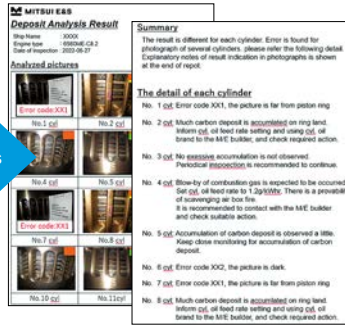 MITSUI E&S
Deposit Analysis Result
Ship Name : XXXX
Engine type : 6S60ME-C8.2
Date of Inspection : 2022-06-27
Analyzed pictures
Error code:XX1
No.1 cyl
No.2 cyl
No.4 cyl
No.5 cyl
Error code:XX1
No.7 cyl
No.8 cyl
No.10 cyl
No.11cyl
s
Summary
The result is different for each cylinder. Error is found for
photograph of several cylinders. please refer the following detail.
Explanatory notes of result indication in photographs is shown
at the end of repot.
The detail of each cylinder
No. 1 cyl. Error code XX1, the picture is far from piston ring
No. 2 cyl. Much carbon deposit is accumlated on ring land.
Inform cyl. oil feed rate setting and using cyl. oil
brand to the M/E builder, and check required action.
No. 3 cyl. No exessive accumulation is not observed.
Periodical inspoection is recommended to continue.
No. 4 cyl. Blow-by of combustion gas is expected to be occurred
Set cyl. oil feed rate to 1.2g/kWhr. There is a prevability
of scavenging air box fire.
It is recommended to contact with the M/E builder
and check suitable action.
No. 5 cyl. Accumulation of carbon deposit is observed a little.
Keep close monitoring for accumulation of carbon
deposit.
No. 6 cyl. Error code XX2, the picture is dark.
No. 7 cyl. Error code XX1, the picture is far from piston ring
No. 8 cyl. Much carbon deposit is accumlated on ring land.
Inform cyl. oil feed rate setting and using cyl. oil
brand to the M/E builder, and check required action.